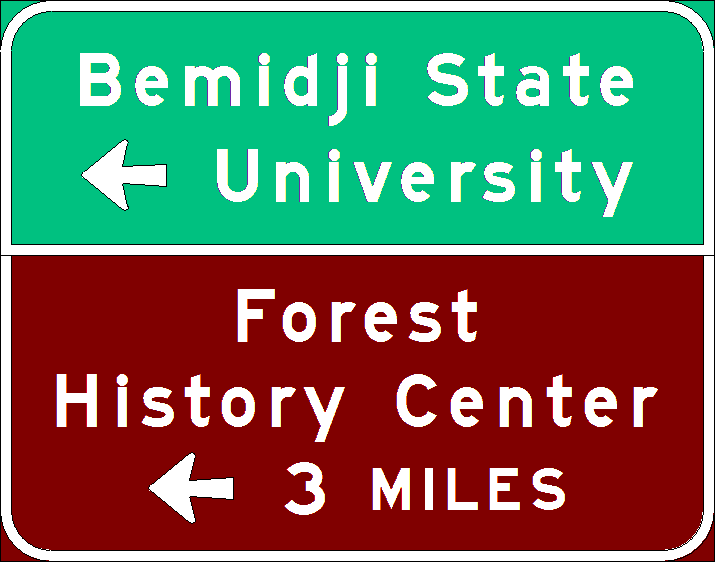 Bemidji State
University
Forest
History Center
3 MILES